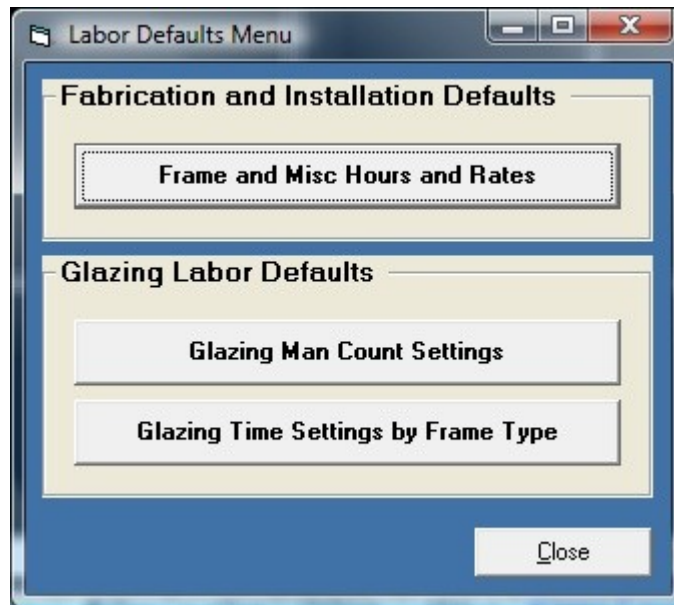 Labor Defaults Menu
Fabrication and Installation Defaults
Frame and Misc Hours and Rates
Glazing Labor Defaults
Glazing Man Count Settings
Glazing Time Settings by Frame Type
Close